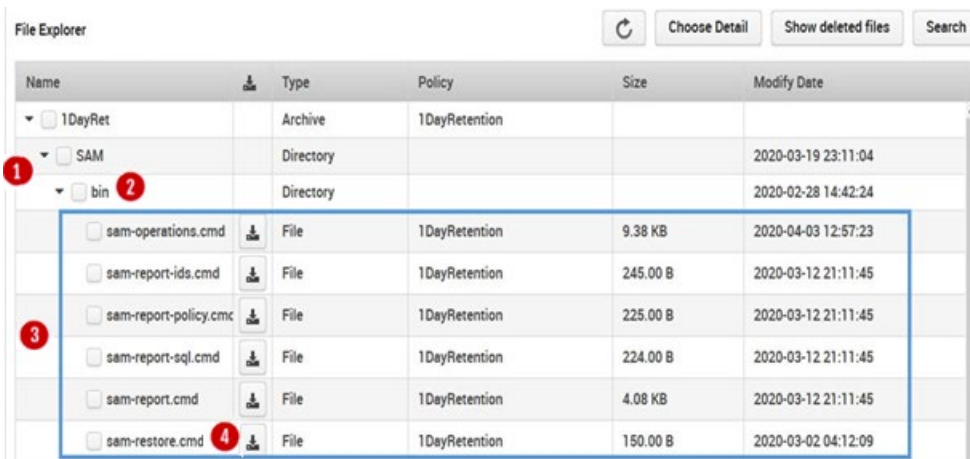 File Explorer Choose Detail Show deleted files Search
Name Type Policy Size Modify Date
1DayRet Archive 1DayRetention
SAM Directory 2020-03-19 23:11:04
1
bin 2 Directory 2020-02-28 14:42:24
sam-operations.cmd File 1DayRetention 9.38 KB 2020-04-03 12:57:23
sam-report-ids.cmd File 1DayRetention 245.00 B 2020-03-12 21:11:45
sam-report-policy.cmc File 1DayRetention 225.00 B 2020-03-12 21:11:45
3
sam-report-sql.cmd File 1DayRetention 224.00 B 2020-03-12 21:11:45
sam-report.cmd File 1DayRetention 4.08 KB 2020-03-12 21:11:45
sam-restore.cmd 4 File 1DayRetention 150.00 B 2020-03-02 04:12:09